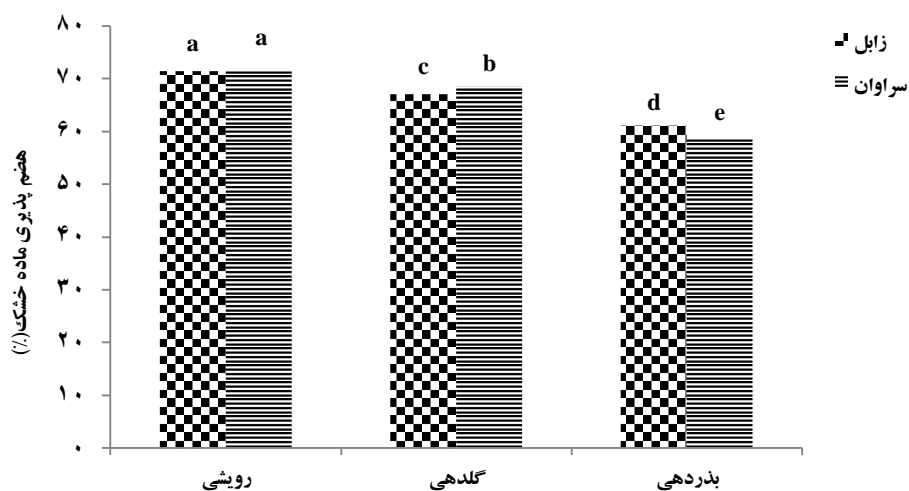 ۸۰
۷۰
۶۰
۵۰
۴۰
۳۰
۲۰
۱۰
۰
هضم پذیری ماده خشک(٪)
a a
c b
d e
زابل
سراوان
رویشی گلدهی بذردهی